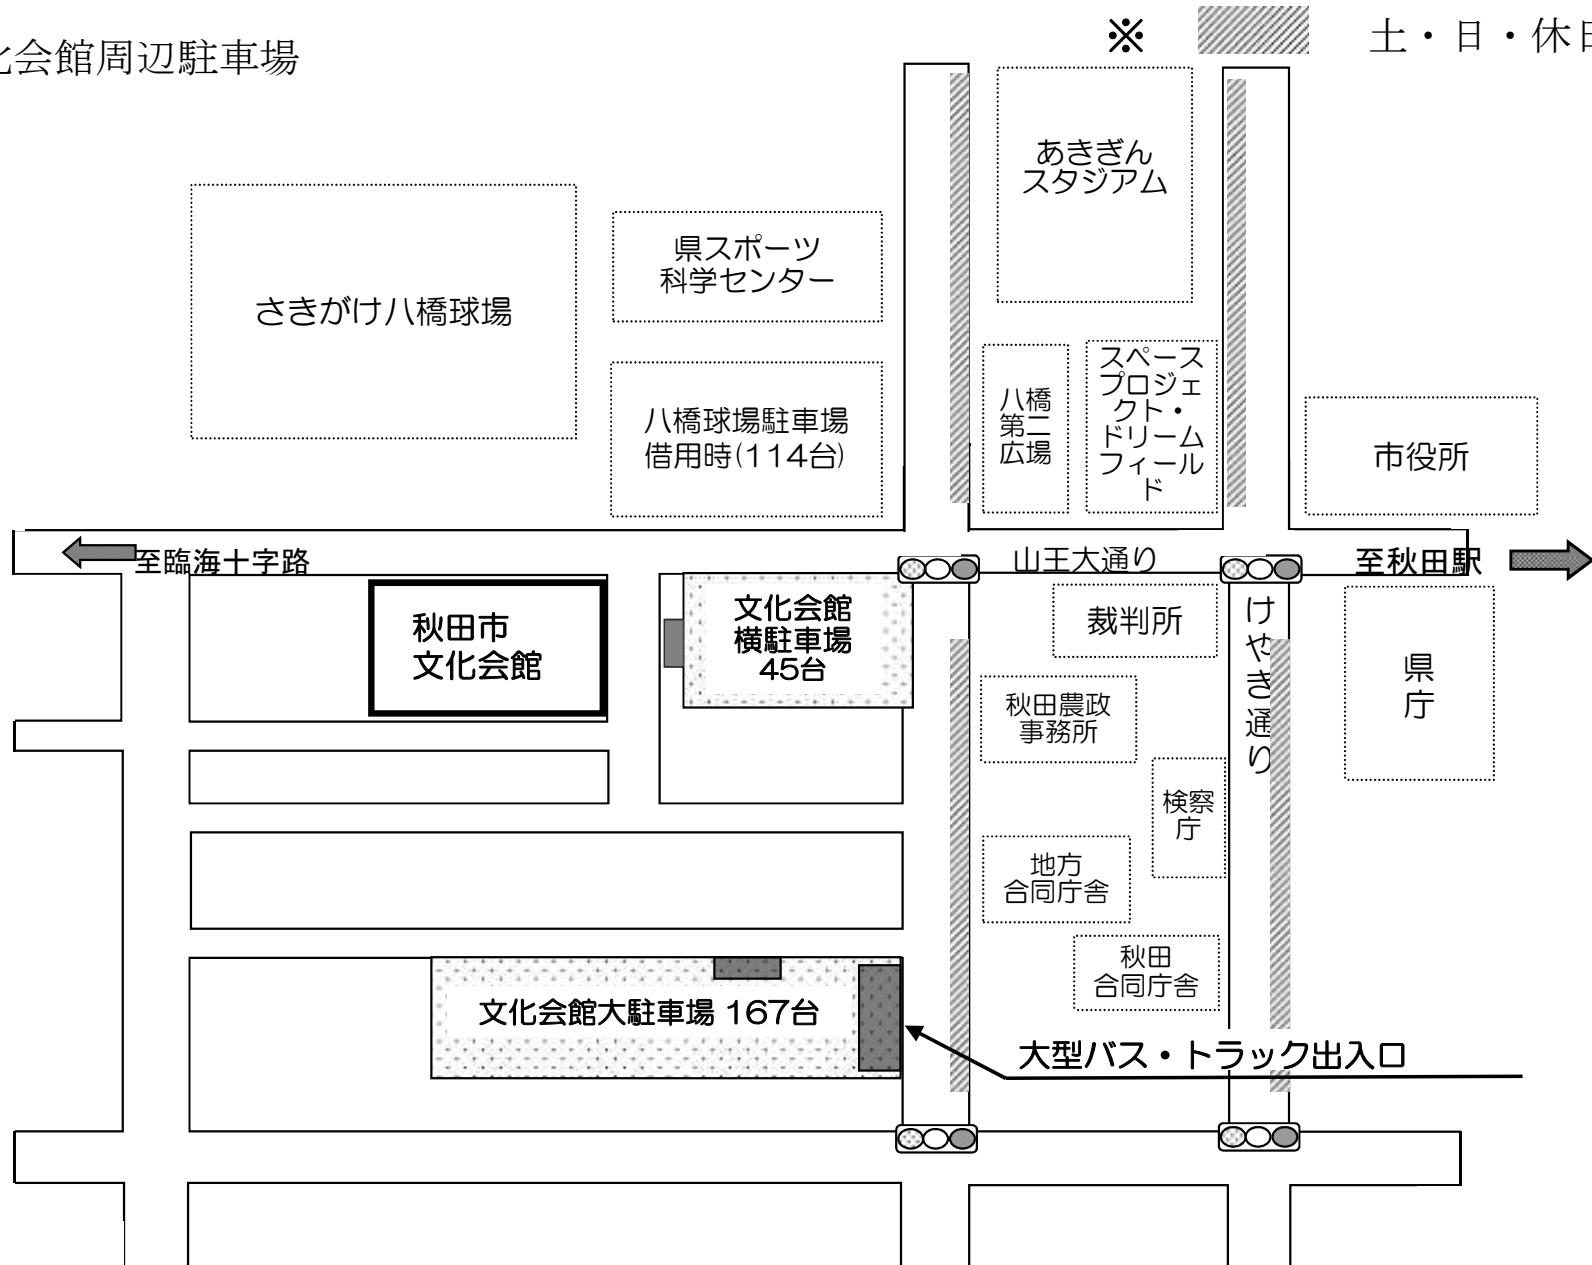 ※ 土・日・休日
化会館周辺駐車場
あきぎん
スタジアム
県スポーツ
科学センター
さきがけ八橋球場
八橋球場駐車場
借用時(114台)
八橋
第二
広場
スペース
プロジェ
クト・
ドリーム
フィール
ド
市役所
至臨海十字路
山王大通り
至秋田駅
秋田市
文化会館
文化会館
横駐車場
45台
裁判所
けやき通り
県
庁
秋田農政
事務所
検察
庁
地方
合同庁舎
秋田
合同庁舎
文化会館大駐車場 167台
大型バス・トラック出入口